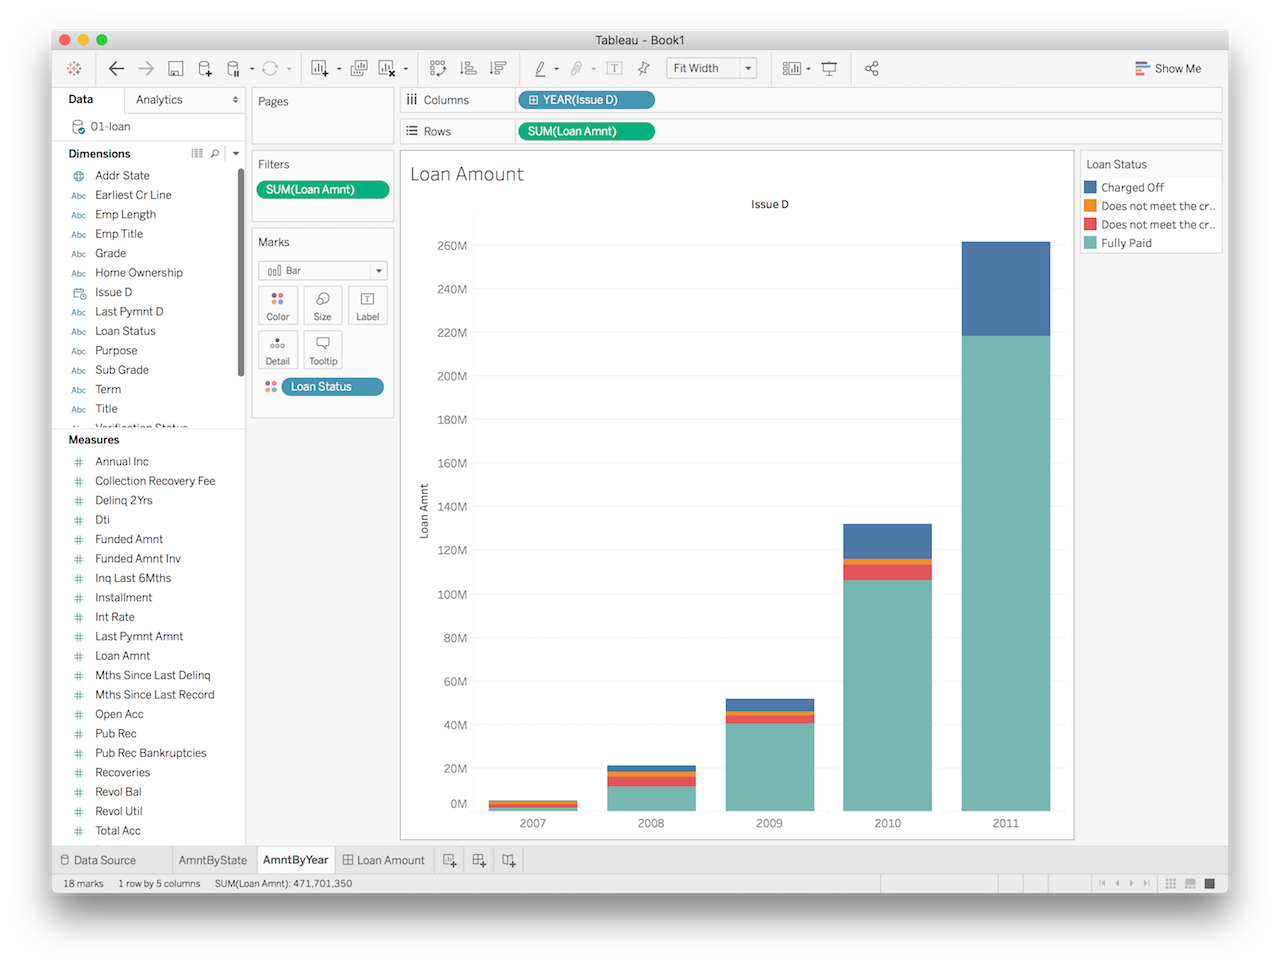 Tableau - Book1
Fit Width
Show Me
Data
Analytics
01-loan
Dimensions
Addr State
Abc Earliest Cr Line
Abc Emp Length
Abc Emp Title
Abc Grade
Abc Home Ownership
Issue D
Abc Last Pymnt D
Abc Loan Status
Abc Purpose
Abc Sub Grade
Abc Term
Abc Title
Verification Status
Measures
# Annual Inc
# Collection Recovery Fee
# Delinq 2Yrs
# Dti
# Funded Amnt
# Funded Amnt Inv
# Inq Last 6Mths
# Installment
# Int Rate
# Last Pymnt Amnt
# Loan Amnt
# Mths Since Last Delinq
# Mths Since Last Record
# Open Acc
# Pub Rec
# Pub Rec Bankruptcies
# Recoveries
# Revol Bal
# Revol Util
# Total Acc
Pages
Filters
SUM(Loan Amnt)
Marks
Bar
Color
Size
Label
Detail
Tooltip
Loan Status
Columns
YEAR(Issue D)
Rows
SUM(Loan Amnt)
Loan Amount
Issue D
Loan Amnt
260M
240M
220M
200M
180M
160M
140M
120M
100M
80M
60M
40M
20M
0M
2007
2008
2009
2010
2011
Loan Status
Charged Off
Does not meet the cr..
Does not meet the cr..
Fully Paid
Data Source
AmntByState
AmntByYear
Loan Amount
18 marks
1 row by 5 columns
SUM(Loan Amnt): 471,701,350